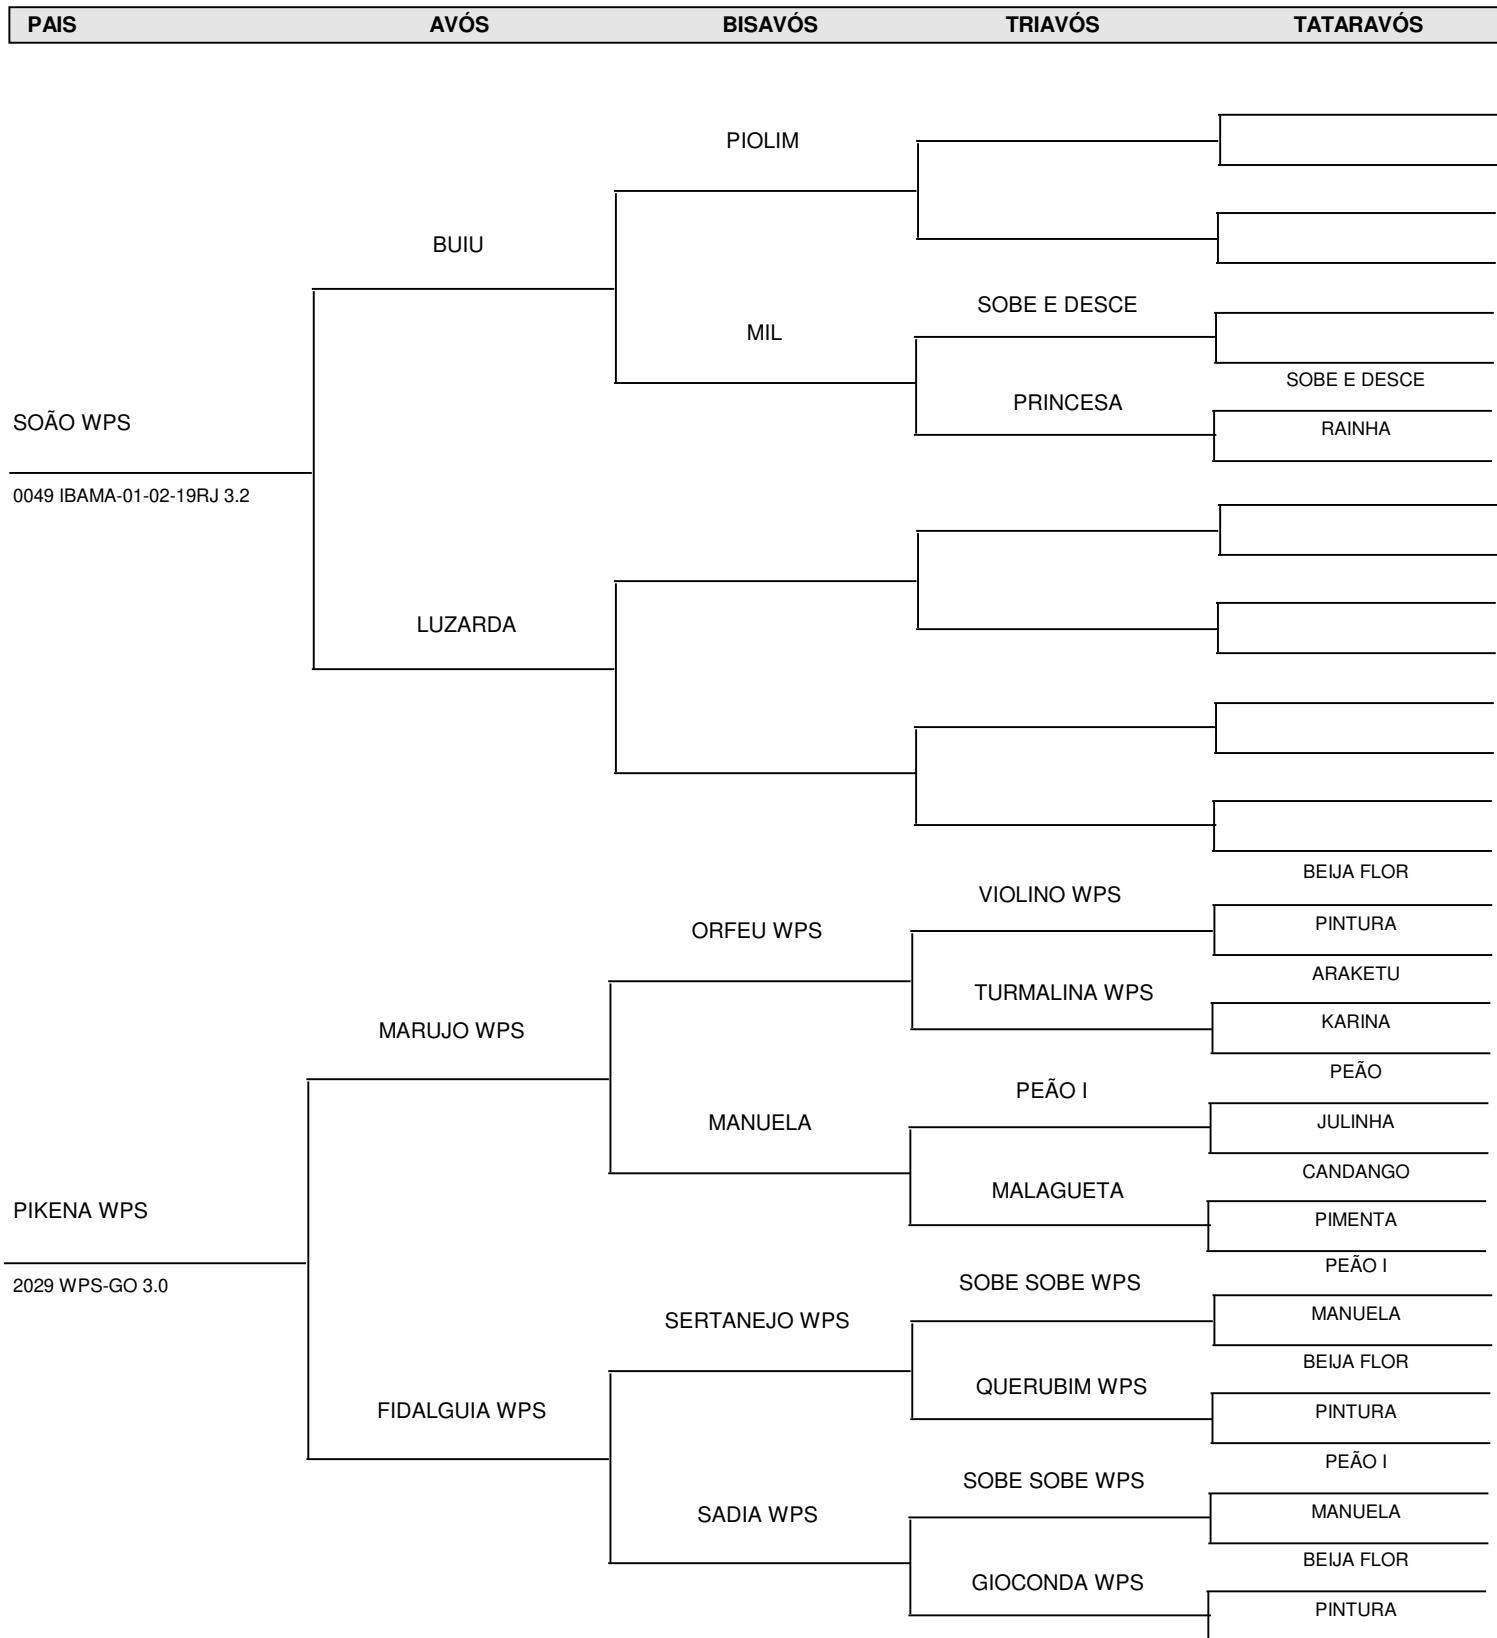 PAIS AVÓS BISAVÓS TRIAVÓS TATARAVÓS
PIOLIM
BUIU
SOBE E DESCE
MIL
SOBE E DESCE
PRINCESA
SOÃO WPS
RAINHA
0049 IBAMA-01-02-19RJ 3.2
LUZARDA
BEIJA FLOR
VIOLINO WPS
ORFEU WPS
PINTURA
ARAKETU
TURMALINA WPS
MARUJO WPS
KARINA
PEÃO
PEÃO I
MANUELA
JULINHA
CANDANGO
MALAGUETA
PIKENA WPS
PIMENTA
PEÃO I
2029 WPS-GO 3.0
SOBE SOBE WPS
SERTANEJO WPS
MANUELA
BEIJA FLOR
QUERUBIM WPS
FIDALGUIA WPS
PINTURA
PEÃO I
SOBE SOBE WPS
SADIA WPS
MANUELA
BEIJA FLOR
GIOCONDA WPS
PINTURA